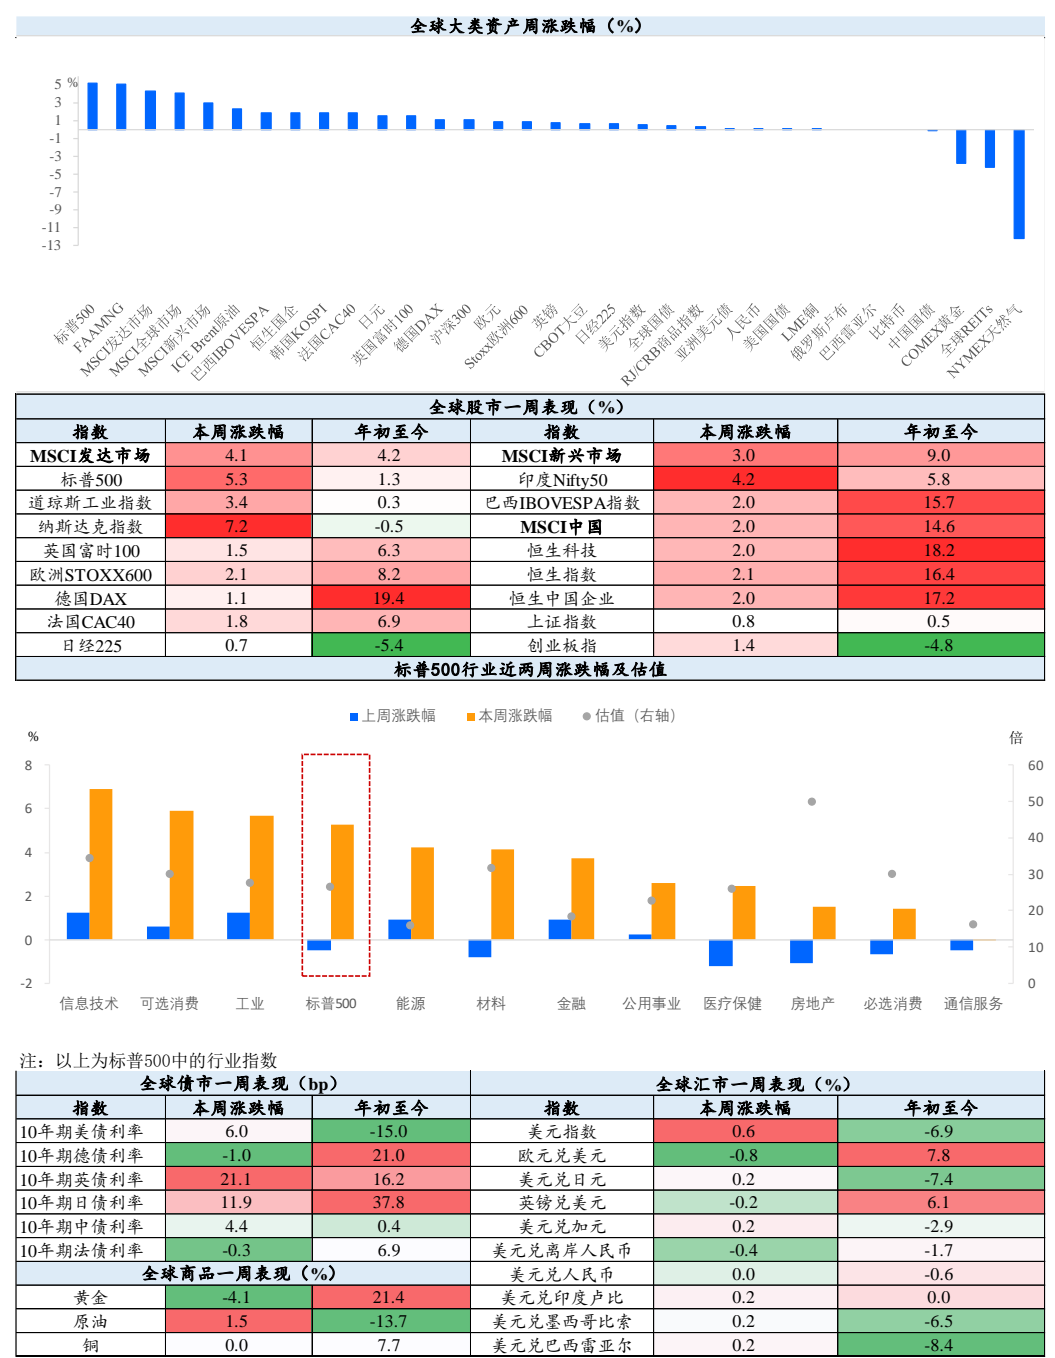 全球大类资产周涨跌幅（%）
%
5
3
1
-1
-3
-5
-7
-9
-11
-13
标普500
FAAMNG
MSCI发达市场
MSCI全球市场
MSCI新兴市场
ICE Brent原油
巴西IBOVESPA
恒生国企
韩国KOSPI
法国CAC40
日元
英国富时100
德国DAX
沪深300
欧元
Stoxx欧洲600
英镑
CBOT大豆
日经225
美元指数
全球国债
RJ/CRB商品指数
亚洲美元债
人民币
美国国债
LME铜
俄罗斯卢布
巴西雷亚尔
比特币
中国国债
COMEX黄金
全球REITs
NYMEX天然气
全球股市一周表现（%）
指数 本周涨跌幅 年初至今 指数 本周涨跌幅 年初至今
MSCI发达市场 4.1 4.2 MSCI新兴市场 3.0 9.0
标普500 5.3 1.3 印度Nifty50 4.2 5.8
道琼斯工业指数 3.4 0.3 巴西IBOVESPA指数 2.0 15.7
纳斯达克指数 7.2 -0.5 MSCI中国 2.0 14.6
英国富时100 1.5 6.3 恒生科技 2.0 18.2
欧洲STOXX600 2.1 8.2 恒生指数 2.1 16.4
德国DAX 1.1 19.4 恒生中国企业 2.0 17.2
法国CAC40 1.8 6.9 上证指数 0.8 0.5
日经225 0.7 -5.4 创业板指 1.4 -4.8
标普500行业近两周涨跌幅及估值
上周涨跌幅 本周涨跌幅 估值（右轴）
% 倍
8 60
50
6
40
4
30
2
20
0
10
-2 0
信息技术 可选消费 工业 标普500 能源 材料 金融 公用事业 医疗保健 房地产 必选消费 通信服务
注：以上为标普500中的行业指数
全球债市一周表现（bp） 全球汇市一周表现（%）
指数 本周涨跌幅 年初至今 指数 本周涨跌幅 年初至今
10年期美债利率 6.0 -15.0 美元指数 0.6 -6.9
10年期德债利率 -1.0 21.0 欧元兑美元 -0.8 7.8
10年期英债利率 21.1 16.2 美元兑日元 0.2 -7.4
10年期日债利率 11.9 37.8 英镑兑美元 -0.2 6.1
10年期中债利率 4.4 0.4 美元兑加元 0.2 -2.9
10年期法债利率 -0.3 6.9 美元兑离岸人民币 -0.4 -1.7
全球商品一周表现（%） 美元兑人民币 0.0 -0.6
黄金 -4.1 21.4 美元兑印度卢比 0.2 0.0
原油 1.5 -13.7 美元兑墨西哥比索 0.2 -6.5
铜 0.0 7.7 美元兑巴西雷亚尔 0.2 -8.4